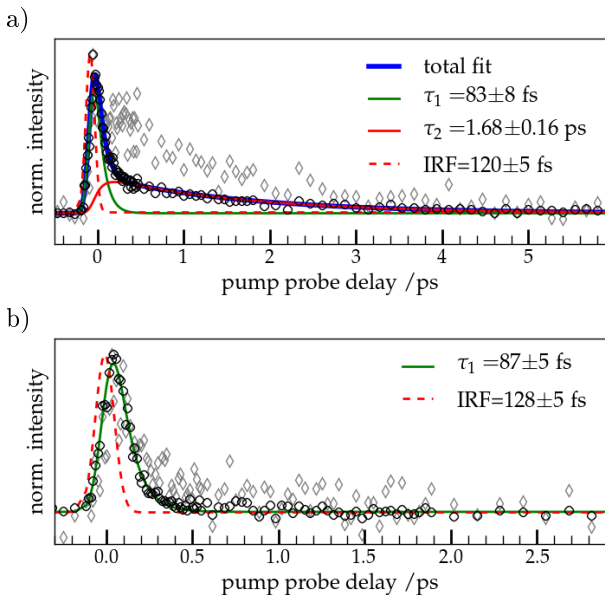 a)
norm. intensity
total fit
τ₁ =83±8 fs
τ₂ =1.68±0.16 ps
IRF=120±5 fs
0 1 2 3 4 5
pump probe delay /ps
b)
norm. intensity
τ₁ =87±5 fs
IRF=128±5 fs
0.0 0.5 1.0 1.5 2.0 2.5
pump probe delay /ps